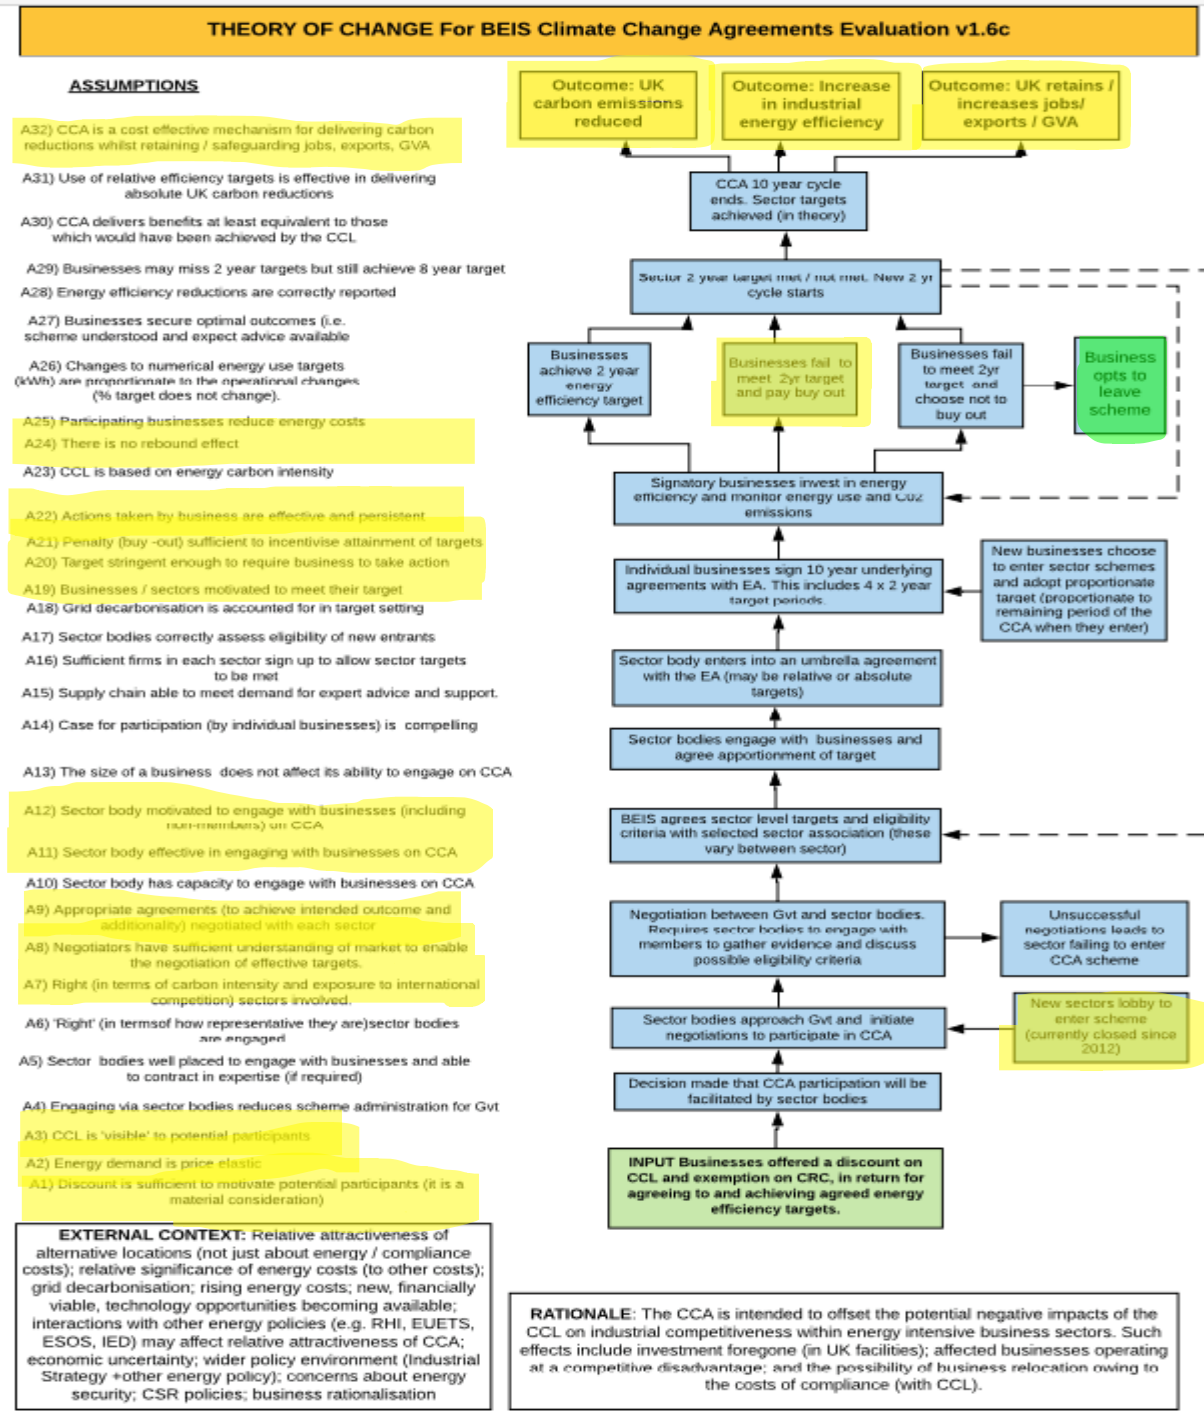 THEORY OF CHANGE For BEIS Climate Change Agreements Evaluation v1.6c
ASSUMPTIONS
A32) CCA is a cost effective mechanism for delivering carbon
reductions whilst retaining / safeguarding jobs, exports, GVA
A31) Use of relative efficiency targets is effective in delivering
absolute UK carbon reductions
A30) CCA delivers benefits at least equivalent to those
which would have been achieved by the CCL
A29) Businesses may miss 2 year targets but still achieve 8 year target
A28) Energy efficiency reductions are correctly reported
A27) Businesses secure optimal outcomes (i.e.
scheme understood and expect advice available
A26) Changes to numerical energy use targets
(kWh) are proportionate to the operational changes
(% target does not change).
A25) Participating businesses reduce energy costs
A24) There is no rebound effect
A23) CCL is based on energy carbon intensity
A22) Actions taken by business are effective and persistent
A21) Penalty (buy -out) sufficient to incentivise attainment of targets
A20) Target stringent enough to require business to take action
A19) Businesses / sectors motivated to meet their target
A18) Grid decarbonisation is accounted for in target setting
A17) Sector bodies correctly assess eligibility of new entrants
A16) Sufficient firms in each sector sign up to allow sector targets
to be met
A15) Supply chain able to meet demand for expert advice and support.
A14) Case for participation (by individual businesses) is compelling
A13) The size of a business does not affect its ability to engage on CCA
A12) Sector body motivated to engage with businesses (including
non-members) on CCA
A11) Sector body effective in engaging with businesses on CCA
A10) Sector body has capacity to engage with businesses on CCA
A9) Appropriate agreements (to achieve intended outcome and
additionality) negotiated with each sector
A8) Negotiators have sufficient understanding of market to enable
the negotiation of effective targets.
A7) Right (in terms of carbon intensity and exposure to international
competition) sectors involved.
A6) 'Right' (in termsof how representative they are)sector bodies
are engaged
A5) Sector bodies well placed to engage with businesses and able
to contract in expertise (if required)
A4) Engaging via sector bodies reduces scheme administration for Gvt
A3) CCL is 'visible' to potential participants
A2) Energy demand is price elastic
A1) Discount is sufficient to motivate potential participants (it is a
material consideration)
EXTERNAL CONTEXT: Relative attractiveness of
alternative locations (not just about energy / compliance
costs); relative significance of energy costs (to other costs);
grid decarbonisation; rising energy costs; new, financially
viable, technology opportunities becoming available;
interactions with other energy policies (e.g. RHI, EUETS,
ESOS, IED) may affect relative attractiveness of CCA;
economic uncertainty; wider policy environment (Industrial
Strategy +other energy policy); concerns about energy
security; CSR policies; business rationalisation
Outcome: UK
carbon emissions
reduced
Outcome: Increase
in industrial
energy efficiency
Outcome: UK retains /
increases jobs/
exports / GVA
CCA 10 year cycle
ends. Sector targets
achieved (in theory)
Sector 2 year target met / not met. New 2 yr
cycle starts
Businesses
achieve 2 year
energy
efficiency target
Businesses fail to
meet 2yr target
and pay buy out
Businesses fail
to meet 2yr
target and
choose not to
buy out
Business
opts to
leave
scheme
Signatory businesses invest in energy
efficiency and monitor energy use and C02
emissions
Individual businesses sign 10 year underlying
agreements with EA. This includes 4 x 2 year
target periods.
New businesses choose
to enter sector schemes
and adopt proportionate
target (proportionate to
remaining period of the
CCA when they enter)
Sector body enters into an umbrella agreement
with the EA (may be relative or absolute
targets)
Sector bodies engage with businesses and
agree apportionment of target
BEIS agrees sector level targets and eligibility
criteria with selected sector association (these
vary between sector)
Negotiation between Gvt and sector bodies.
Requires sector bodies to engage with
members to gather evidence and discuss
possible eligibility criteria
Unsuccessful
negotiations leads to
sector failing to enter
CCA scheme
Sector bodies approach Gvt and initiate
negotiations to participate in CCA
New sectors lobby to
enter scheme
(currently closed since
2012)
Decision made that CCA participation will be
facilitated by sector bodies
INPUT Businesses offered a discount on
CCL and exemption on CRC, in return for
agreeing to and achieving agreed energy
efficiency targets.
RATIONALE: The CCA is intended to offset the potential negative impacts of the
CCL on industrial competitiveness within energy intensive business sectors. Such
effects include investment foregone (in UK facilities); affected businesses operating
at a competitive disadvantage; and the possibility of business relocation owing to
the costs of compliance (with CCL).